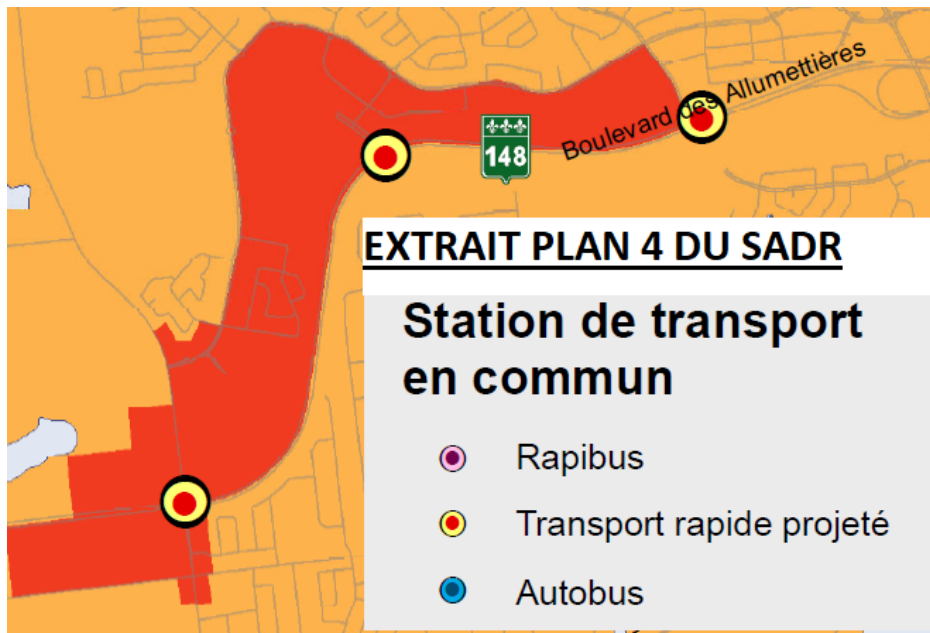 Boulevard des Allumettières
148
EXTRAIT PLAN 4 DU SADR
Station de transport
en commun
Rapibus
Transport rapide projeté
Autobus